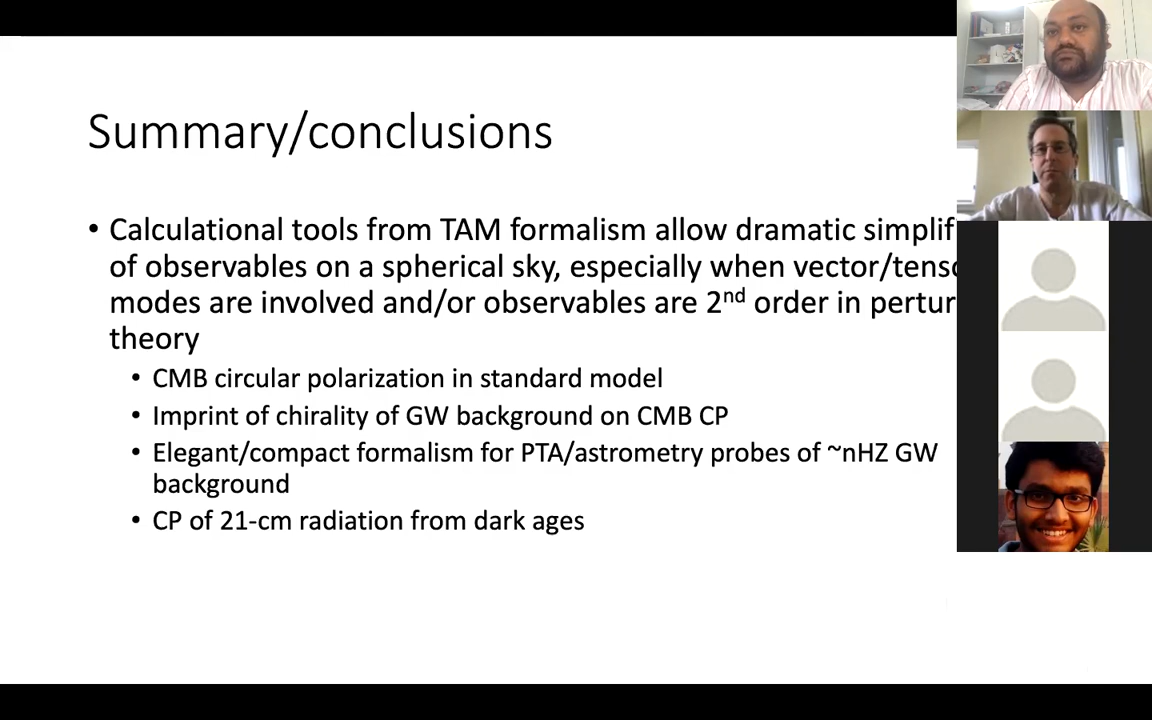 Summary/conclusions
• Calculational tools from TAM formalism allow dramatic simplif
of observables on a spherical sky, especially when vector/tenso
modes are involved and/or observables are 2nd order in pertur
theory
• CMB circular polarization in standard model
• Imprint of chirality of GW background on CMB CP
• Elegant/compact formalism for PTA/astrometry probes of ~nHZ GW
background
• CP of 21-cm radiation from dark ages